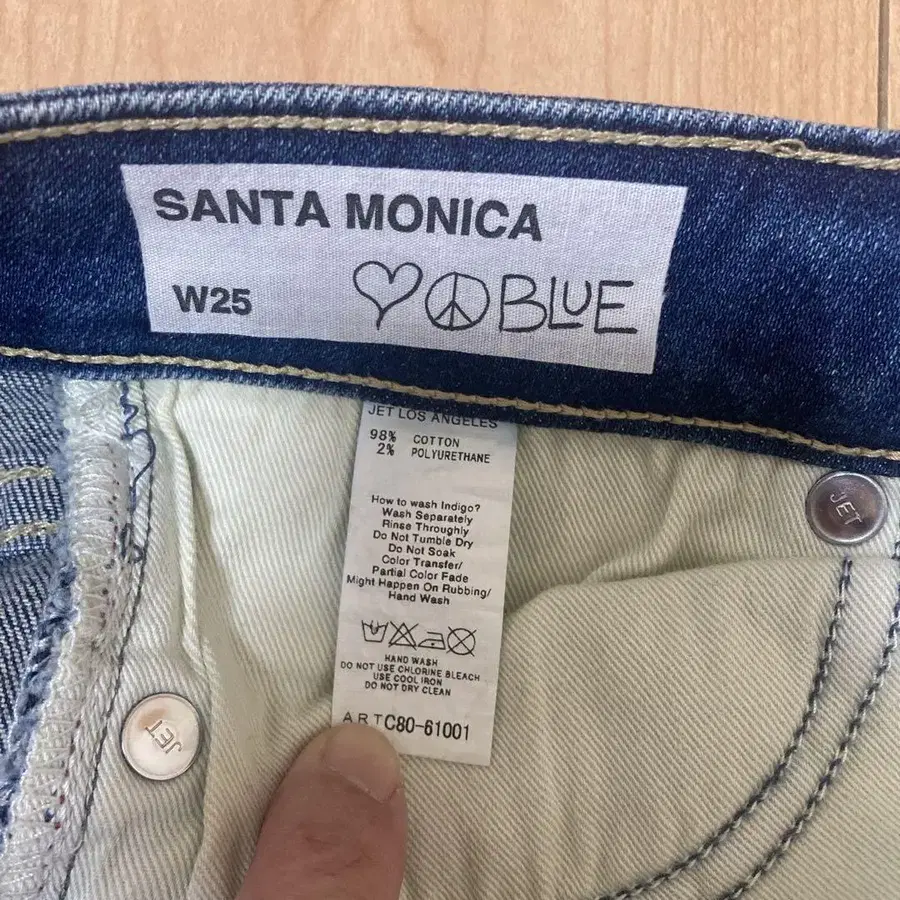 SANTA MONICA
W25 BLUE
JET LOS ANGELES
98% COTTON
2% POLYURETHANE
How to wash Indigo?
Wash Separately
Rinse Throughly
Do Not Tumble Dry
Do Not Soak
Color Transfer/
Partial Color Fade
Might Happen On Rubbing/
Hand Wash
HAND WASH
DO NOT USE CHLORINE BLEACH
USE COOL IRON
DO NOT DRY CLEAN
ARTC80-61001
JET
JET